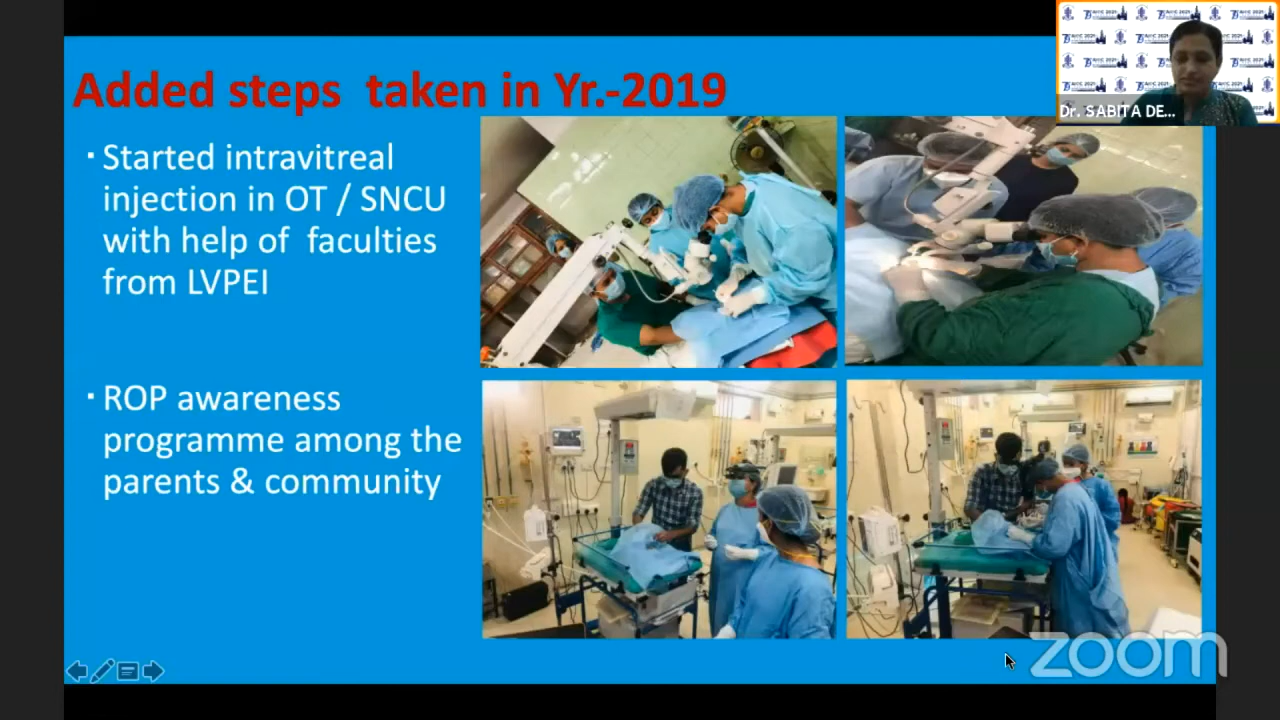 Added steps  taken in Yr.-2019
Dr. SABITA DE...
▪ Started intravitreal
injection in OT / SNCU
with help of  faculties
from LVPEI
▪ ROP awareness
programme among the
parents & community
zoom